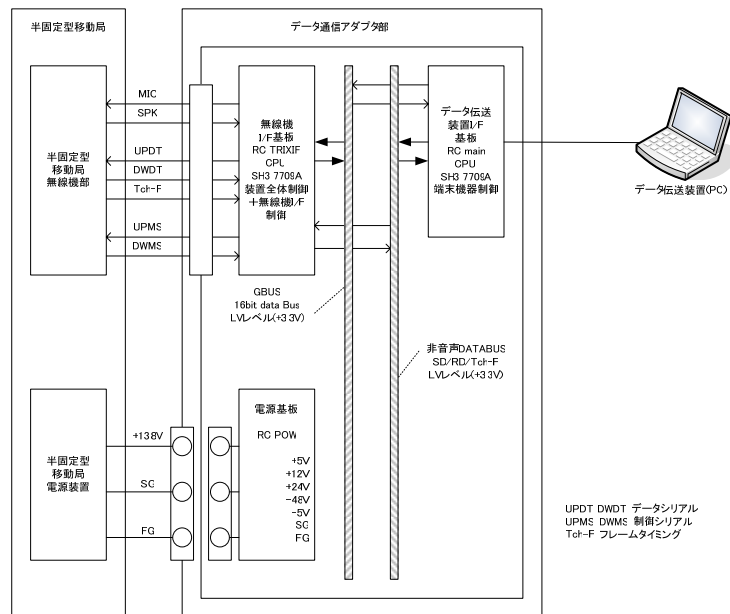 半固定型移動局
データ通信アダプタ部
MIC
SPK
UPDT
DWDT
Tch-F
UPMS
DWMS
半固定型
移動局
無線機部
無線機
I/F基板
RC TRIXIF
CPU
SH3 7709A
装置全体制御
+無線機I/F
制御
データ伝送
装置I/F
基板
RC main
CPU
SH3 7709A
端末機器制御
データ伝送装置(PC)
GBUS
16bit data Bus
LVレベル(+3.3V)
非音声DATABUS
SD/RD/Tch-F
LVレベル(+3.3V)
半固定型
移動局
電源装置
+13.8V
SG
FG
電源基板
RC POW
+5V
+12V
+24V
-48V
-5V
SG
FG
UPDT DWDT データシリアル
UPMS DWMS 制御シリアル
Tch-F フレームタイミング